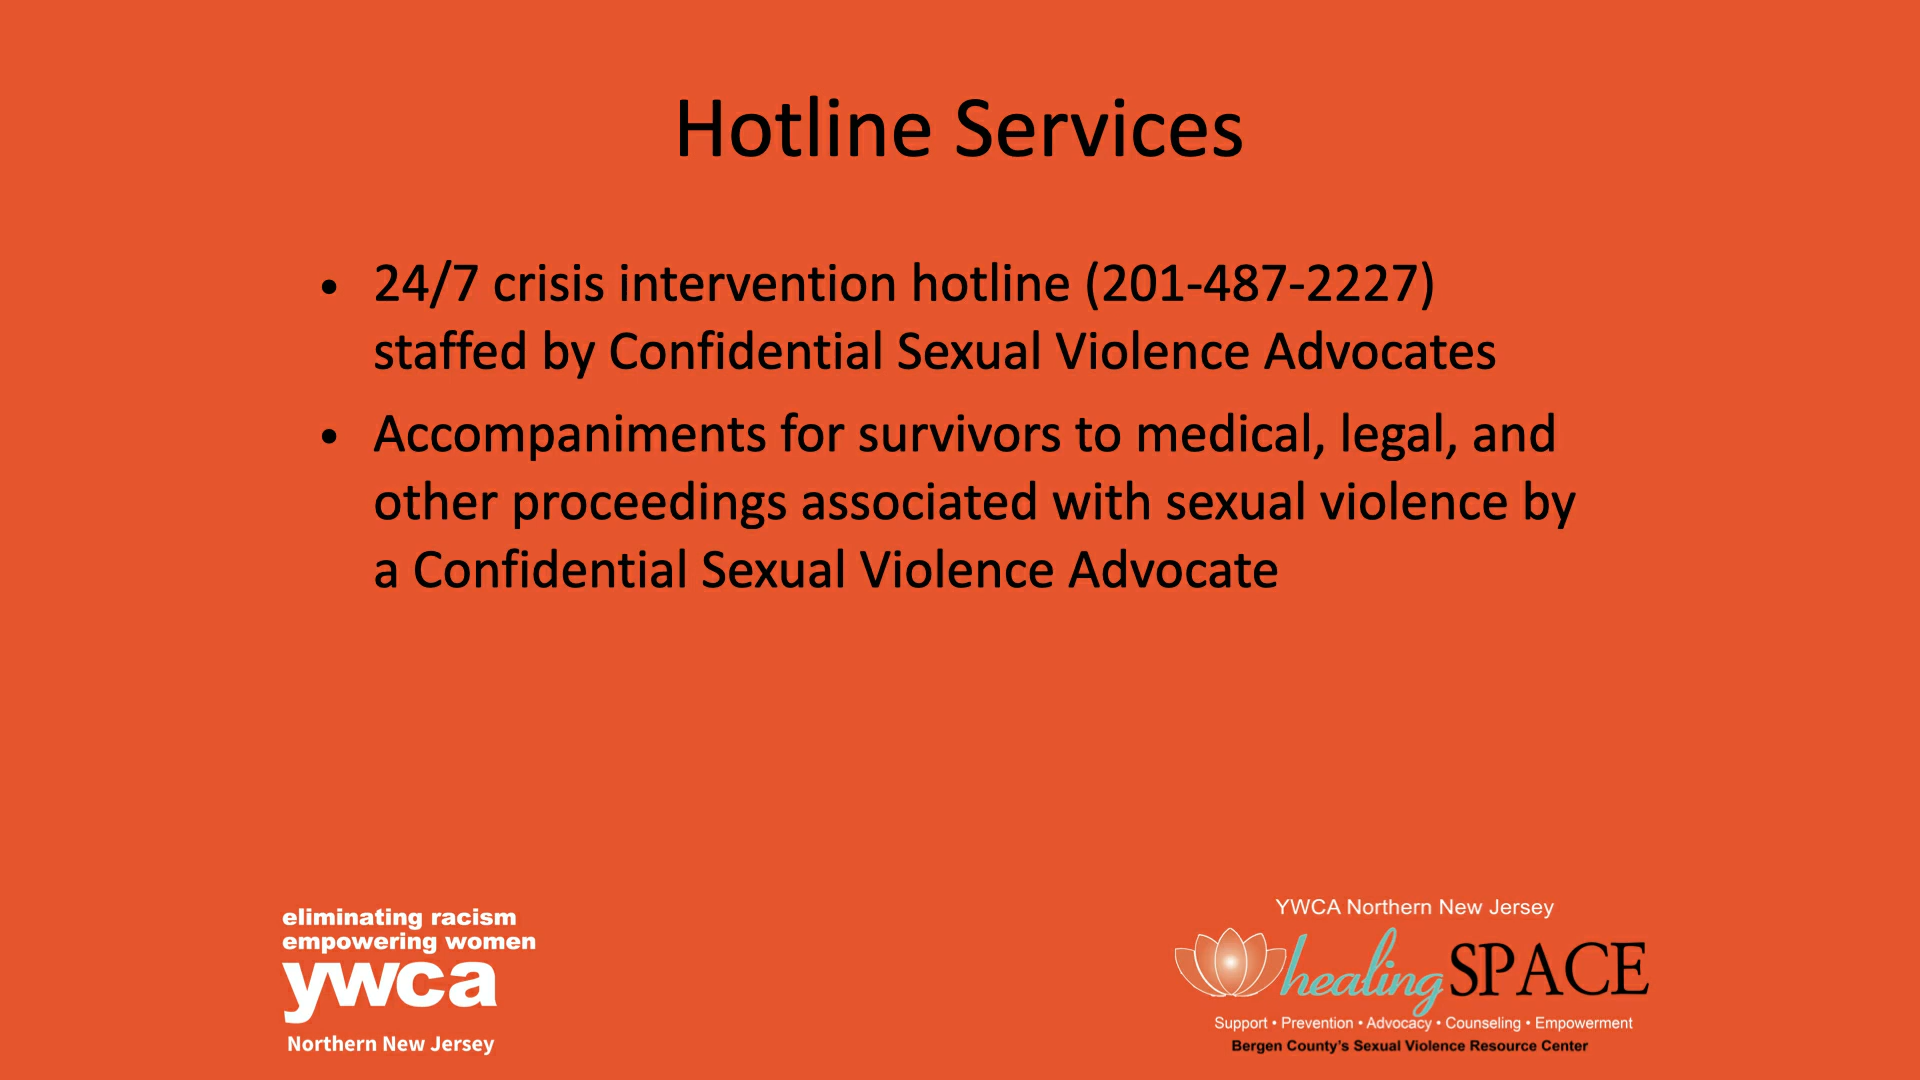 Hotline Services
• 24/7 crisis intervention hotline (201-487-2227)
staffed by Confidential Sexual Violence Advocates
• Accompaniments for survivors to medical, legal, and
other proceedings associated with sexual violence by
a Confidential Sexual Violence Advocate
eliminating racism
empowering women
ywca
Northern New Jersey
YWCA Northern New Jersey
healing SPACE
Support • Prevention • Advocacy • Counseling • Empowerment
Bergen County's Sexual Violence Resource Center